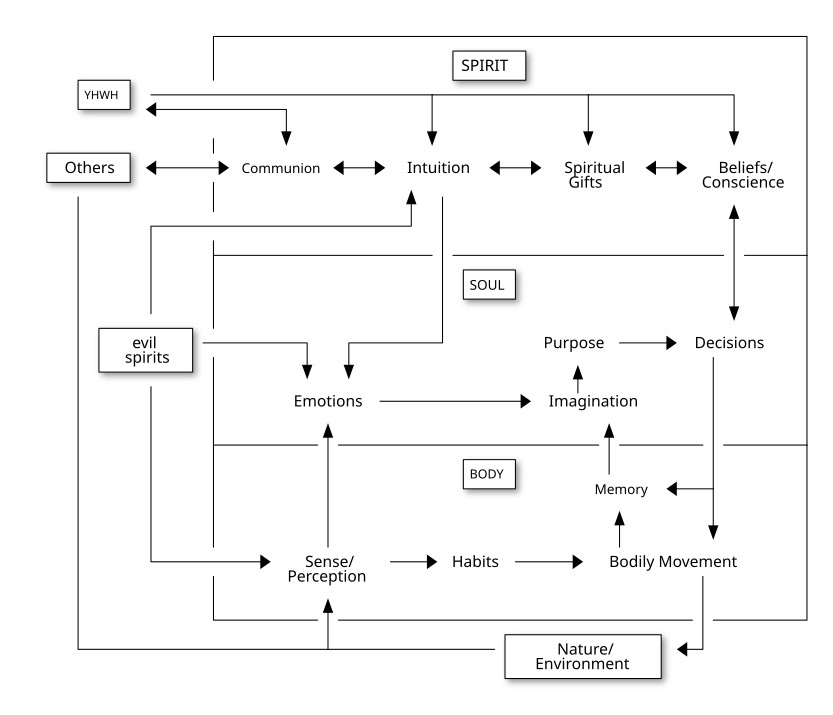 SPIRIT
YHWH
Others
Communion
Intuition
Spiritual
Gifts
Beliefs/
Conscience
SOUL
evil
spirits
Purpose
Decisions
Emotions
Imagination
BODY
Memory
Sense/
Perception
Habits
Bodily Movement
Nature/
Environment